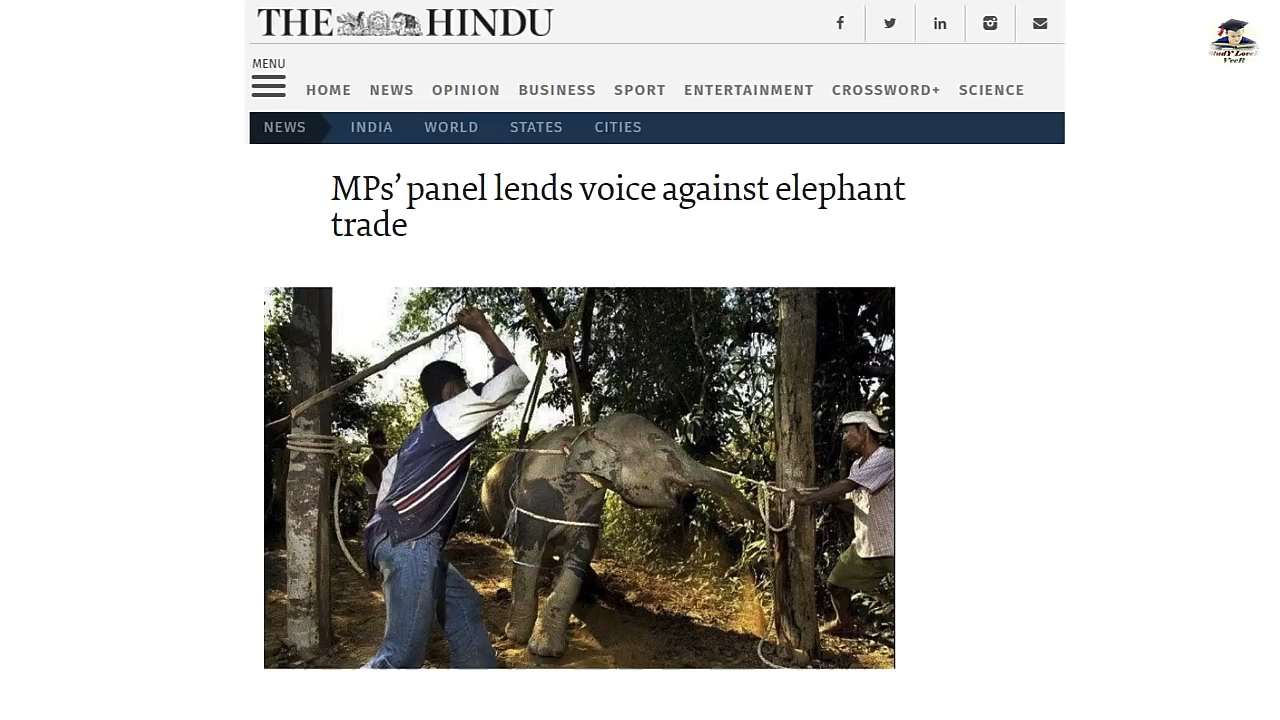 THE HINDU
MENU
HOME NEWS OPINION BUSINESS SPORT ENTERTAINMENT CROSSWORD+ SCIENCE
NEWS INDIA WORLD STATES CITIES
MPs’ panel lends voice against elephant
trade